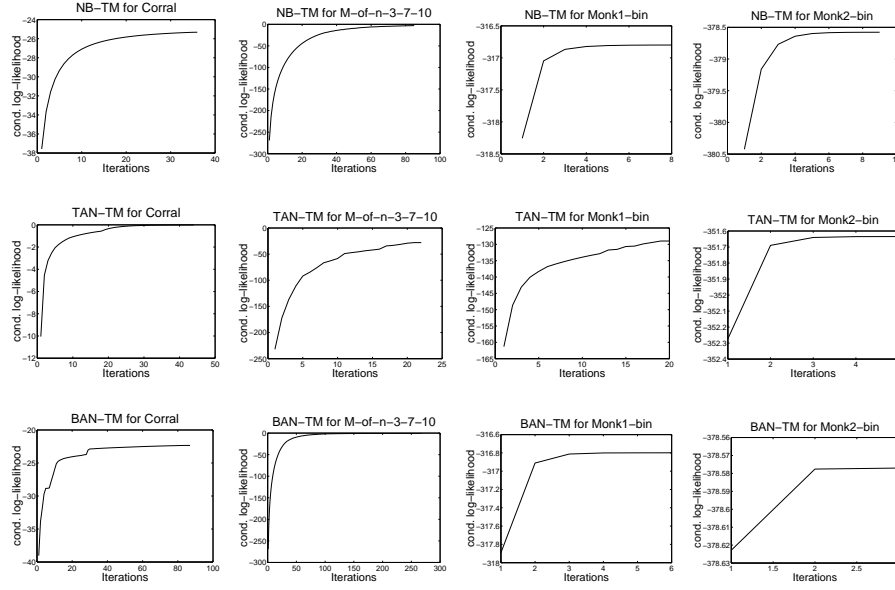 NB−TM for Corral
cond. log−likelihood
−24
−26
−28
−30
−32
−34
−36
−38
0 10 20 30 40
Iterations
NB−TM for M−of−n−3−7−10
cond. log−likelihood
0
−50
−100
−150
−200
−250
−300
0 20 40 60 80 100
Iterations
NB−TM for Monk1−bin
cond. log−likelihood
−316.5
−317
−317.5
−318
−318.5
0 2 4 6 8
Iterations
NB−TM for Monk2−bin
cond. log−likelihood
−378.5
−379
−379.5
−380
−380.5
0 2 4 6 8
Iterations
TAN−TM for Corral
cond. log−likelihood
0
−2
−4
−6
−8
−10
−12
0 10 20 30 40 50
Iterations
TAN−TM for M−of−n−3−7−10
cond. log−likelihood
0
−50
−100
−150
−200
−250
0 5 10 15 20 25
Iterations
TAN−TM for Monk1−bin
cond. log−likelihood
−125
−130
−135
−140
−145
−150
−155
−160
−165
0 5 10 15 20
Iterations
TAN−TM for Monk2−bin
cond. log−likelihood
−351.6
−351.7
−351.8
−351.9
−352
−352.1
−352.2
−352.3
−352.4
1 2 3 4
Iterations
BAN−TM for Corral
cond. log−likelihood
−20
−25
−30
−35
−40
0 20 40 60 80 100
Iterations
BAN−TM for M−of−n−3−7−10
cond. log−likelihood
0
−50
−100
−150
−200
−250
−300
0 50 100 150 200 250 300
Iterations
BAN−TM for Monk1−bin
cond. log−likelihood
−316.6
−316.8
−317
−317.2
−317.4
−317.6
−317.8
−318
1 2 3 4 5 6
Iterations
BAN−TM for Monk2−bin
cond. log−likelihood
−378.56
−378.57
−378.58
−378.59
−378.6
−378.61
−378.62
−378.63
1 1.5 2 2.5
Iterations